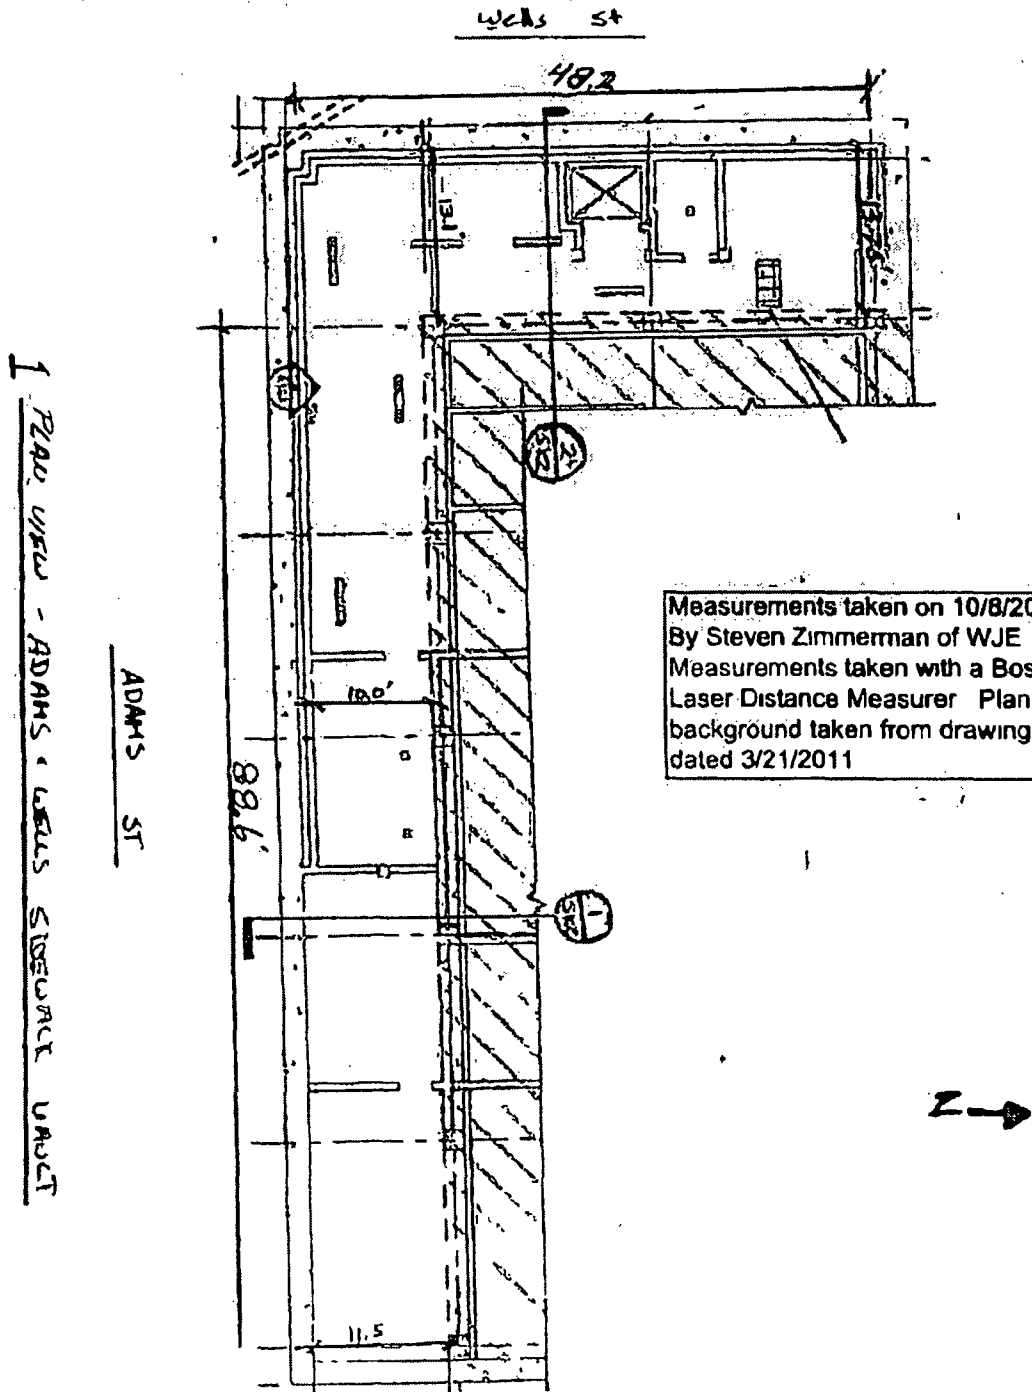 Wells St
48.2
13.1
13.76'
2
SK2
10.0'
88.6'
ADAMS ST
1 PLAN VIEW - ADAMS & WELLS SIDEWALK VAULT
Measurements taken on 10/8/20
By Steven Zimmerman of WJE
Measurements taken with a Bos
Laser Distance Measurer Plan
background taken from drawing
dated 3/21/2011
1
SK2
Z
11.5